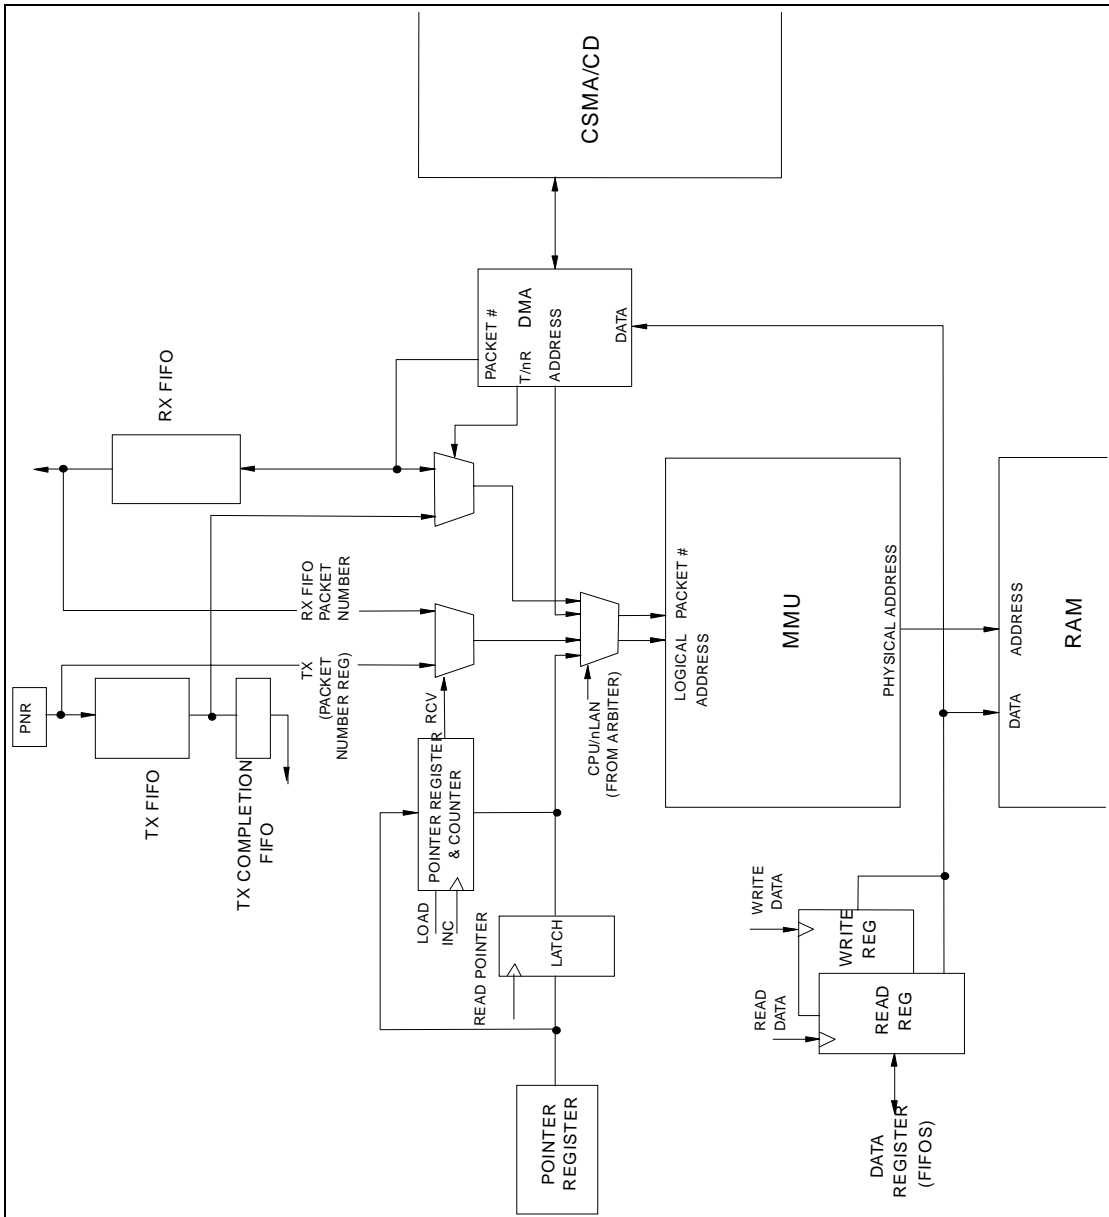 CSMA/CD
PACKET #
T/nR
DMA
ADDRESS
DATA
RX FIFO
RX FIFO
PACKET
NUMBER
TX
(PACKET
NUMBER REG)
PNR
TX FIFO
TX COMPLETION
FIFO
RCV
POINTER REGISTER
& COUNTER
LOAD
INC
READ POINTER
LATCH
POINTER
REGISTER
CPU/nLAN
(FROM ARBITER)
PACKET #
LOGICAL
ADDRESS
MMU
PHYSICAL ADDRESS
ADDRESS
RAM
DATA
WRITE
DATA
WRITE
REG
READ
DATA
READ
REG
DATA
REGISTER
(FIFOS)